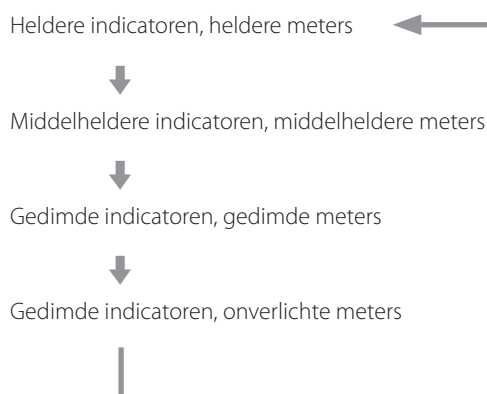 Heldere indicatoren, heldere meters
Middelheldere indicatoren, middelheldere meters
Gedimde indicatoren, gedimde meters
Gedimde indicatoren, onverlichte meters